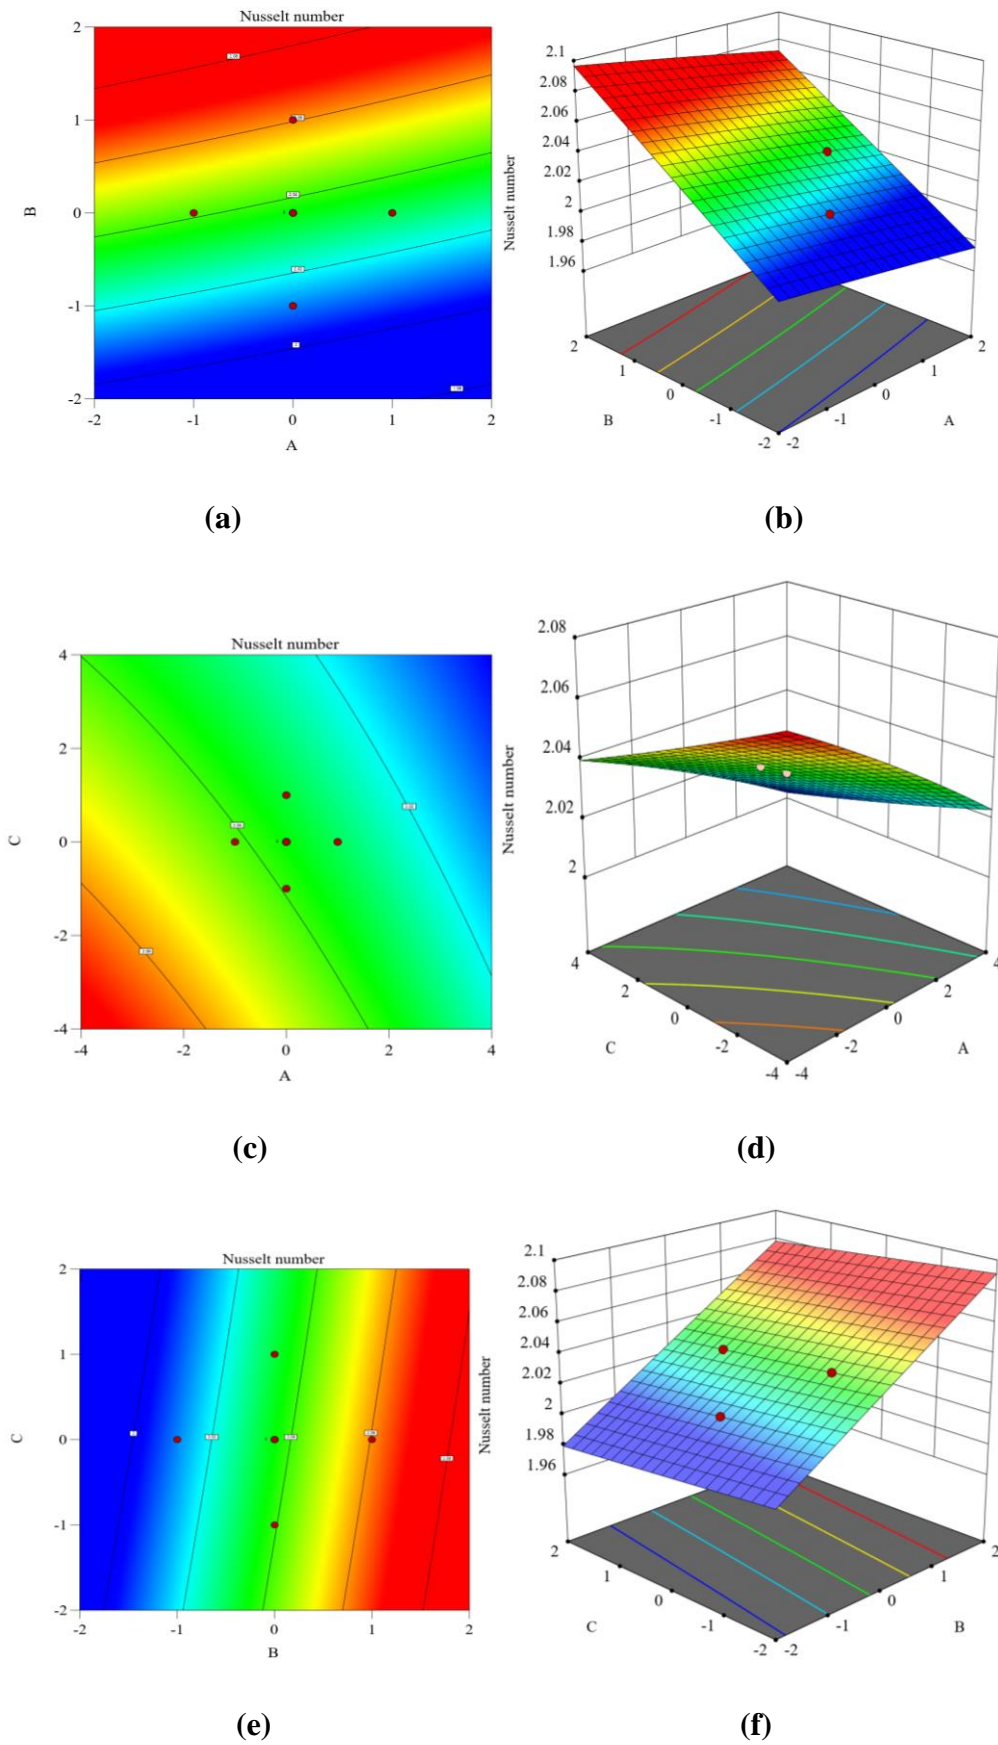 Nusselt number
2
1
0
-1
-2
B
-2 -1 0 1 2
A
Nusselt number
2.1
2.08
2.06
2.04
2.02
2
1.98
1.96
2 1 0 -1 -2
B
-2 -1 0 1 2
A
(a) (b)
Nusselt number
4
2
0
-2
-4
C
-4 -2 0 2 4
A
Nusselt number
2.08
2.06
2.04
2.02
2
4 2 0 -2 -4
C
-4 -2 0 2 4
A
(c) (d)
Nusselt number
2
1
0
-1
-2
C
-2 -1 0 1 2
B
Nusselt number
2.1
2.08
2.06
2.04
2.02
2
1.98
1.96
2 1 0 -1 -2
C
-2 -1 0 1 2
B
(e) (f)